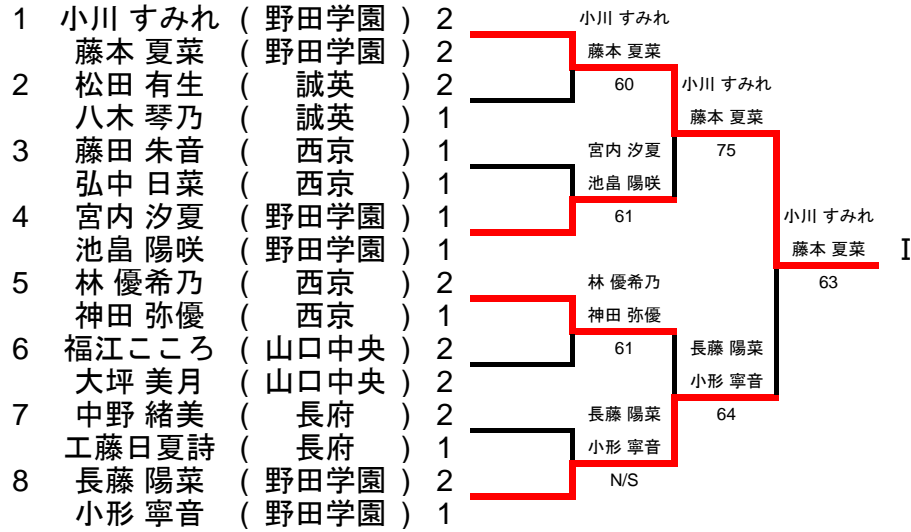 1 小川 すみれ ( 野田学園 ) 2
藤本 夏菜 ( 野田学園 ) 2
2 松田 有生 ( 誠英 ) 2
八木 琴乃 ( 誠英 ) 1
3 藤田 朱音 ( 西京 ) 1
弘中 日菜 ( 西京 ) 1
4 宮内 汐夏 ( 野田学園 ) 1
池畠 陽咲 ( 野田学園 ) 1
5 林 優希乃 ( 西京 ) 2
神田 弥優 ( 西京 ) 1
6 福江こころ ( 山口中央 ) 2
大坪 美月 ( 山口中央 ) 2
7 中野 緒美 ( 長府 ) 2
工藤日夏詩 ( 長府 ) 1
8 長藤 陽菜 ( 野田学園 ) 2
小形 寧音 ( 野田学園 ) 1
小川 すみれ
藤本 夏菜
60
宮内 汐夏
池畠 陽咲
61
林 優希乃
神田 弥優
61
長藤 陽菜
小形 寧音
N/S
小川 すみれ
藤本 夏菜
75
長藤 陽菜
小形 寧音
64
小川 すみれ
藤本 夏菜
63
I